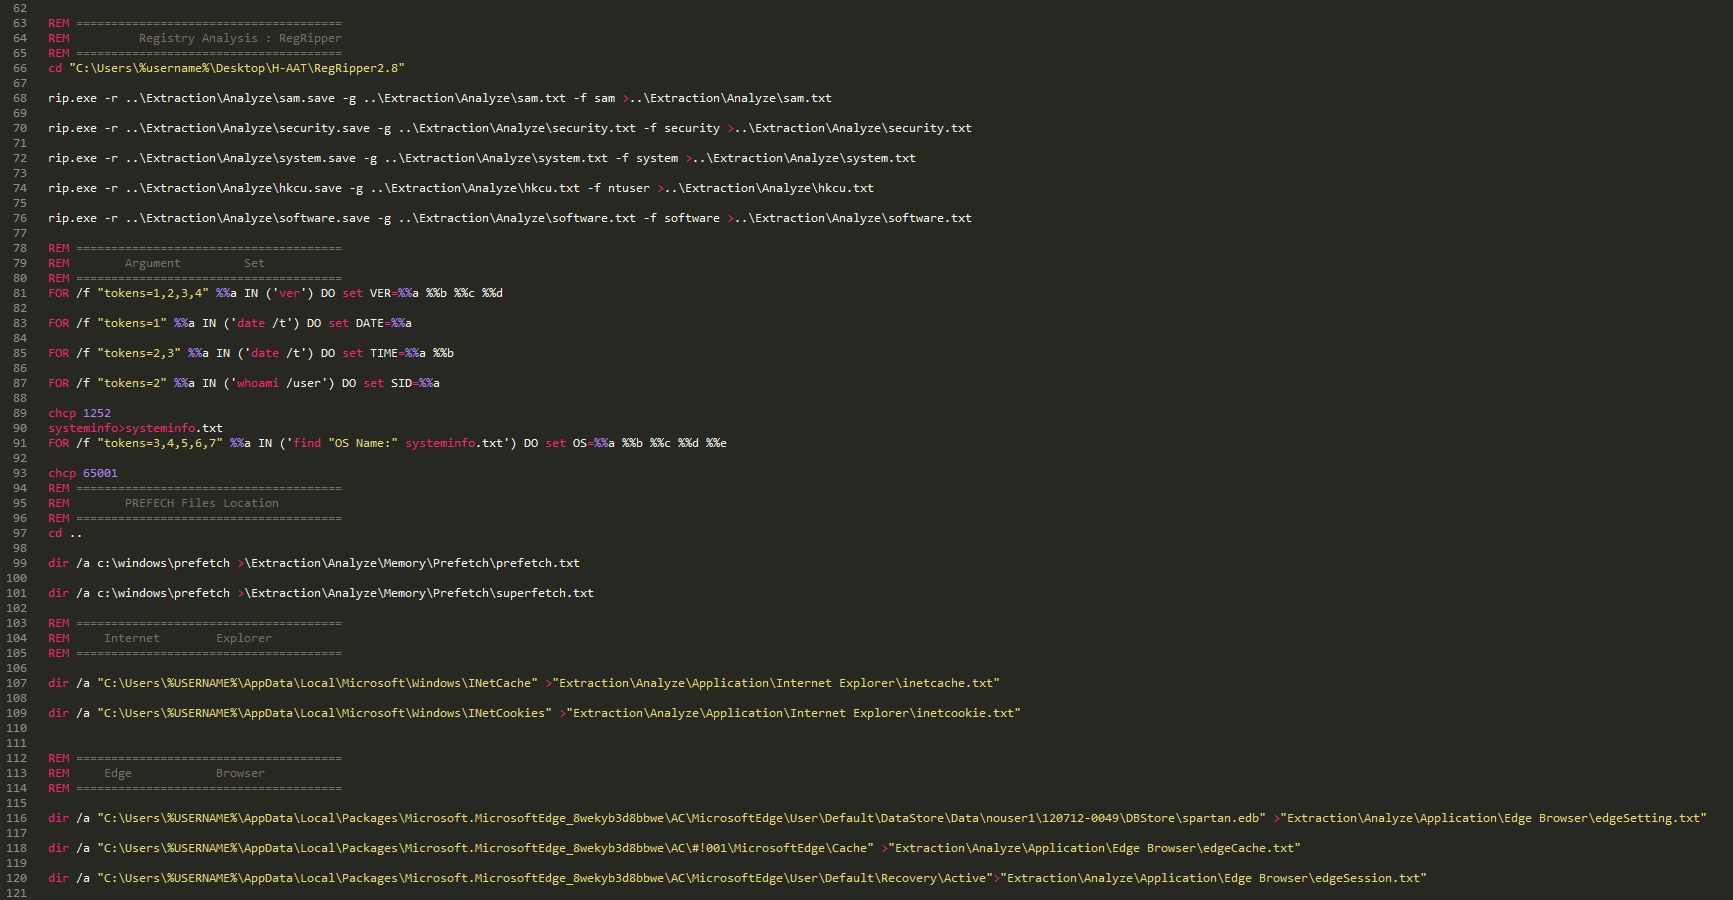 62
63 REM ======================================
64 REM          Registry Analysis : RegRipper
65 REM ======================================
66 cd "C:\Users\%username%\Desktop\H-AAT\RegRipper2.8"
67
68 rip.exe -r ..\Extraction\Analyze\sam.save -g ..\Extraction\Analyze\sam.txt -f sam >..\Extraction\Analyze\sam.txt
69
70 rip.exe -r ..\Extraction\Analyze\security.save -g ..\Extraction\Analyze\security.txt -f security >..\Extraction\Analyze\security.txt
71
72 rip.exe -r ..\Extraction\Analyze\system.save -g ..\Extraction\Analyze\system.txt -f system >..\Extraction\Analyze\system.txt
73
74 rip.exe -r ..\Extraction\Analyze\hkcu.save -g ..\Extraction\Analyze\hkcu.txt -f ntuser >..\Extraction\Analyze\hkcu.txt
75
76 rip.exe -r ..\Extraction\Analyze\software.save -g ..\Extraction\Analyze\software.txt -f software >..\Extraction\Analyze\software.txt
77
78 REM ======================================
79 REM        Argument         Set
80 REM ======================================
81 FOR /f "tokens=1,2,3,4" %%a IN ('ver') DO set VER=%%a %%b %%c %%d
82
83 FOR /f "tokens=1" %%a IN ('date /t') DO set DATE=%%a
84
85 FOR /f "tokens=2,3" %%a IN ('date /t') DO set TIME=%%a %%b
86
87 FOR /f "tokens=2" %%a IN ('whoami /user') DO set SID=%%a
88
89 chcp 1252
90 systeminfo>systeminfo.txt
91 FOR /f "tokens=3,4,5,6,7" %%a IN ('find "OS Name:" systeminfo.txt') DO set OS=%%a %%b %%c %%d %%e
92
93 chcp 65001
94 REM ======================================
95 REM        PREFECH Files Location
96 REM ======================================
97 cd ..
98
99 dir /a c:\windows\prefetch >\Extraction\Analyze\Memory\Prefetch\prefetch.txt
100
101 dir /a c:\windows\prefetch >\Extraction\Analyze\Memory\Prefetch\superfetch.txt
102
103 REM ======================================
104 REM     Internet        Explorer
105 REM ======================================
106
107 dir /a "C:\Users\%USERNAME%\AppData\Local\Microsoft\Windows\INetCache" >"Extraction\Analyze\Application\Internet Explorer\inetcache.txt"
108
109 dir /a "C:\Users\%USERNAME%\AppData\Local\Microsoft\Windows\INetCookies" >"Extraction\Analyze\Application\Internet Explorer\inetcookie.txt"
110
111
112 REM ======================================
113 REM     Edge            Browser
114 REM ======================================
115
116 dir /a "C:\Users\%USERNAME%\AppData\Local\Packages\Microsoft.MicrosoftEdge_8wekyb3d8bbwe\AC\MicrosoftEdge\User\Default\DataStore\Data\nouser1\120712-0049\DBStore\spartan.edb" >"Extraction\Analyze\Application\Edge Browser\edgeSetting.txt"
117
118 dir /a "C:\Users\%USERNAME%\AppData\Local\Packages\Microsoft.MicrosoftEdge_8wekyb3d8bbwe\AC\#!001\MicrosoftEdge\Cache" >"Extraction\Analyze\Application\Edge Browser\edgeCache.txt"
119
120 dir /a "C:\Users\%USERNAME%\AppData\Local\Packages\Microsoft.MicrosoftEdge_8wekyb3d8bbwe\AC\MicrosoftEdge\User\Default\Recovery\Active">"Extraction\Analyze\Application\Edge Browser\edgeSession.txt"
121